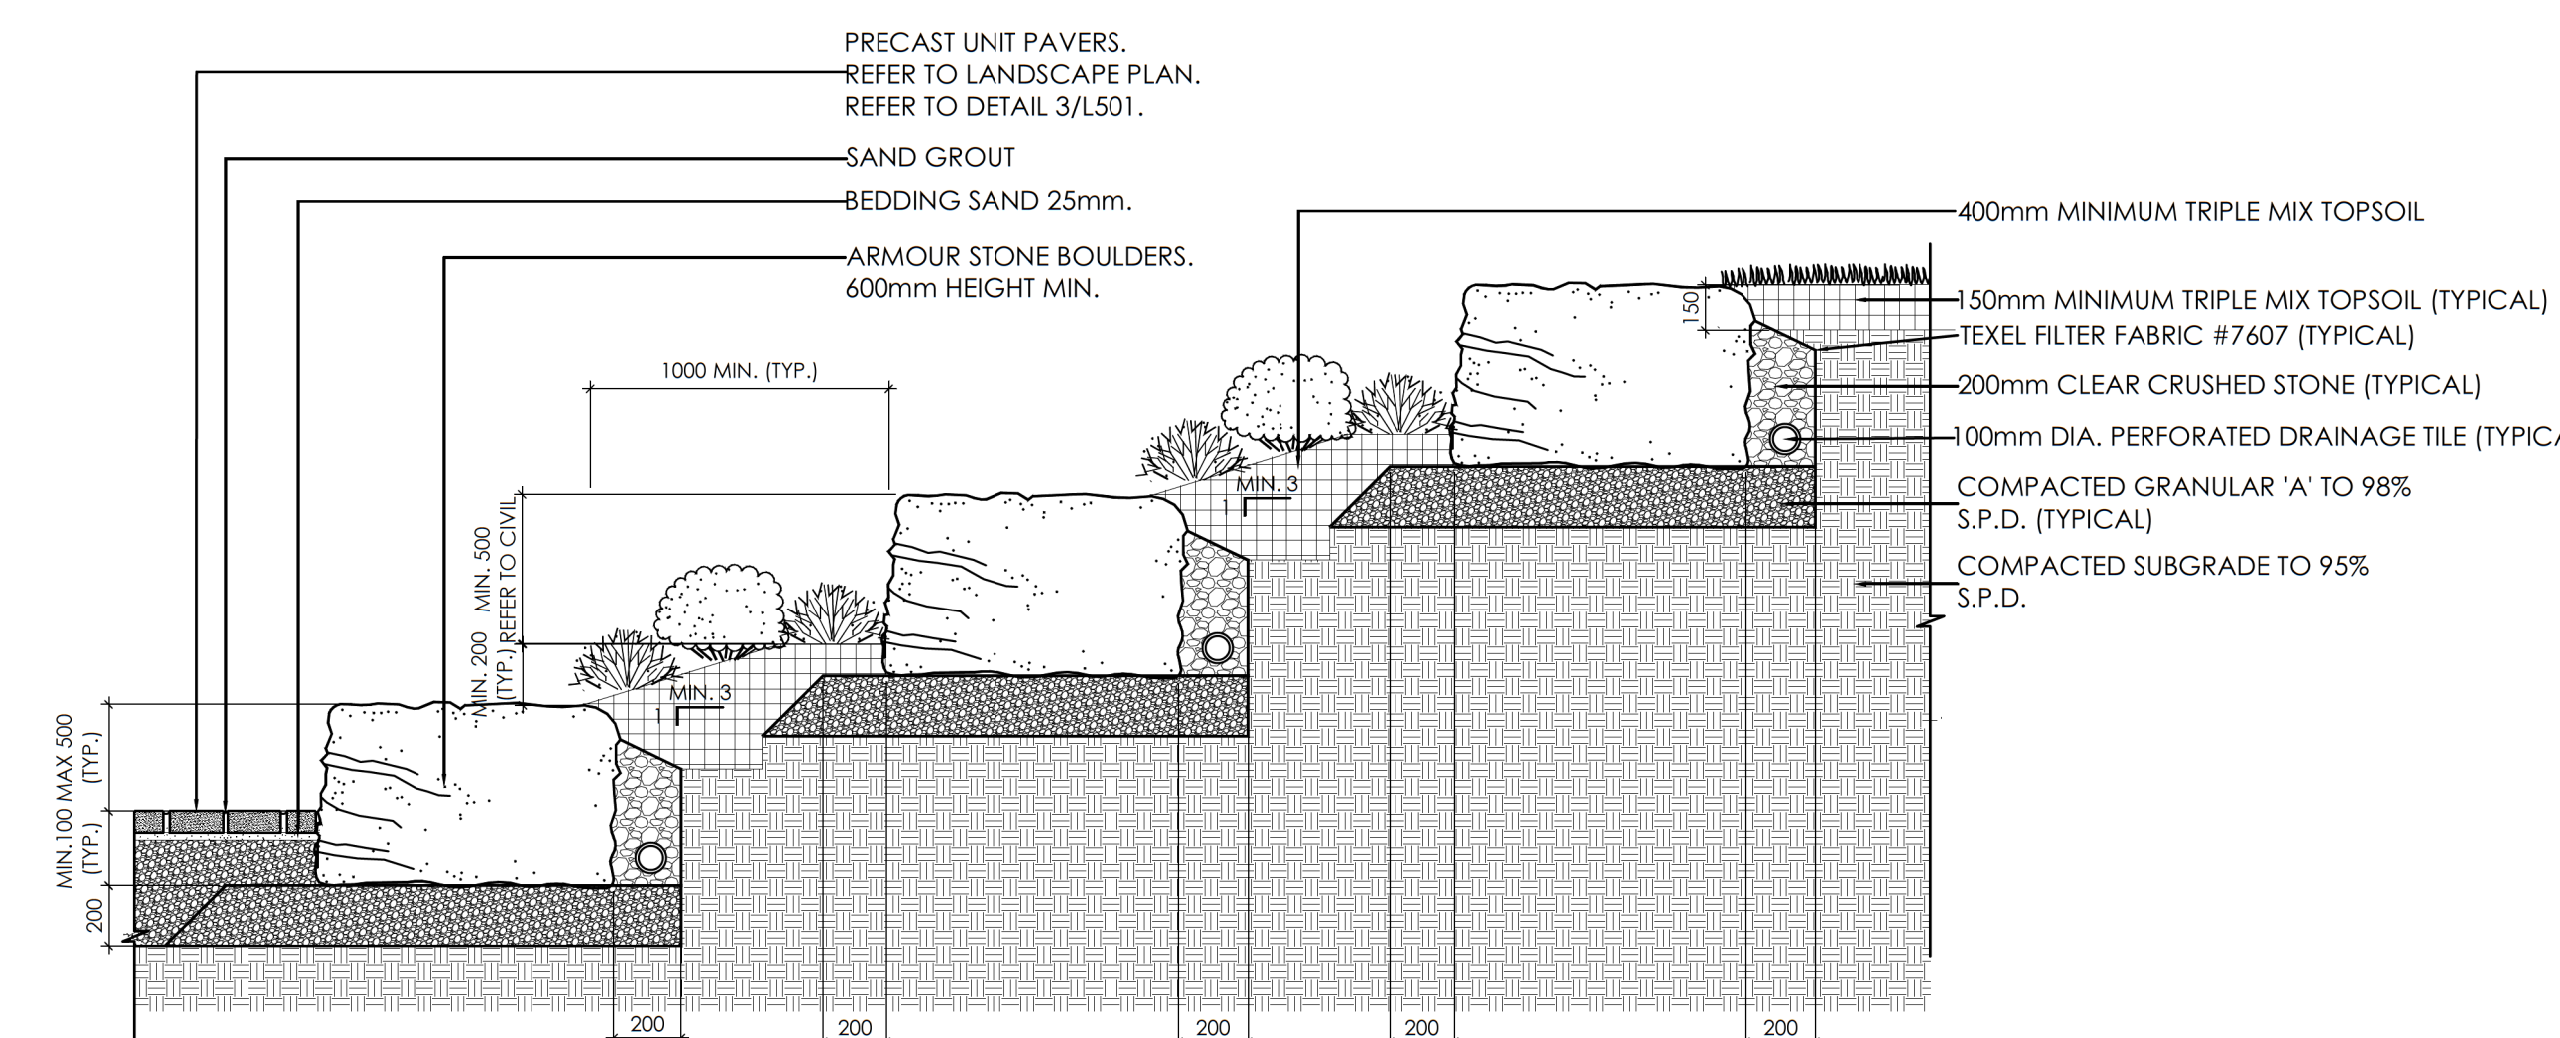 PRECAST UNIT PAVERS.
REFER TO LANDSCAPE PLAN.
REFER TO DETAIL 3/L501.
SAND GROUT
BEDDING SAND 25mm.
ARMOUR STONE BOULDERS.
600mm HEIGHT MIN.
400mm MINIMUM TRIPLE MIX TOPSOIL
150mm MINIMUM TRIPLE MIX TOPSOIL (TYPICAL)
TEXEL FILTER FABRIC #7607 (TYPICAL)
200mm CLEAR CRUSHED STONE (TYPICAL)
100mm DIA. PERFORATED DRAINAGE TILE (TYPICA
COMPACTED GRANULAR 'A' TO 98%
S.P.D. (TYPICAL)
COMPACTED SUBGRADE TO 95%
S.P.D.
150
1000 MIN. (TYP.)
MIN. 3
1
MIN. 500
REFER TO CIVIL
MIN. 200
(TYP.)
MIN. 3
1
MAX 500
(TYP.)
MIN.100
(TYP.)
200
200
200
200
200
200